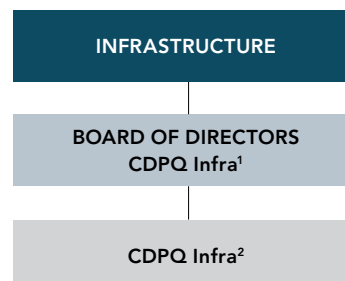 INFRASTRUCTURE
BOARD OF DIRECTORS
CDPQ Infra¹
CDPQ Infra²